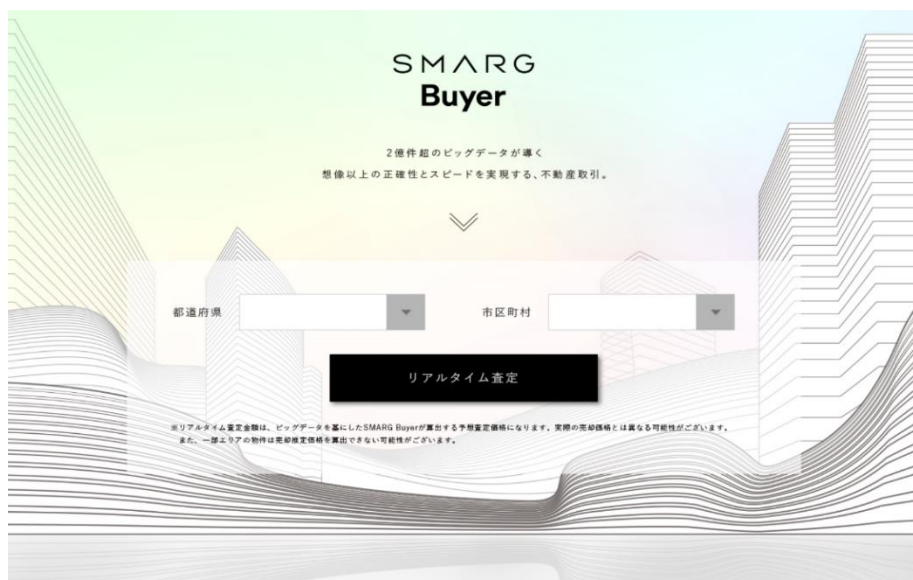 SMARG
Buyer
2億件超のビッグデータが導く
想像以上の正確性とスピードを実現する、不動産取引。
都道府県
市区町村
リアルタイム査定
※リアルタイム査定金額は、ビッグデータを基にしたSMARG Buyerが算出する予想査定価格になります。実際の売却価格とは異なる可能性がございます。
また、一部エリアの物件は売却推定価格を算出できない可能性がございます。